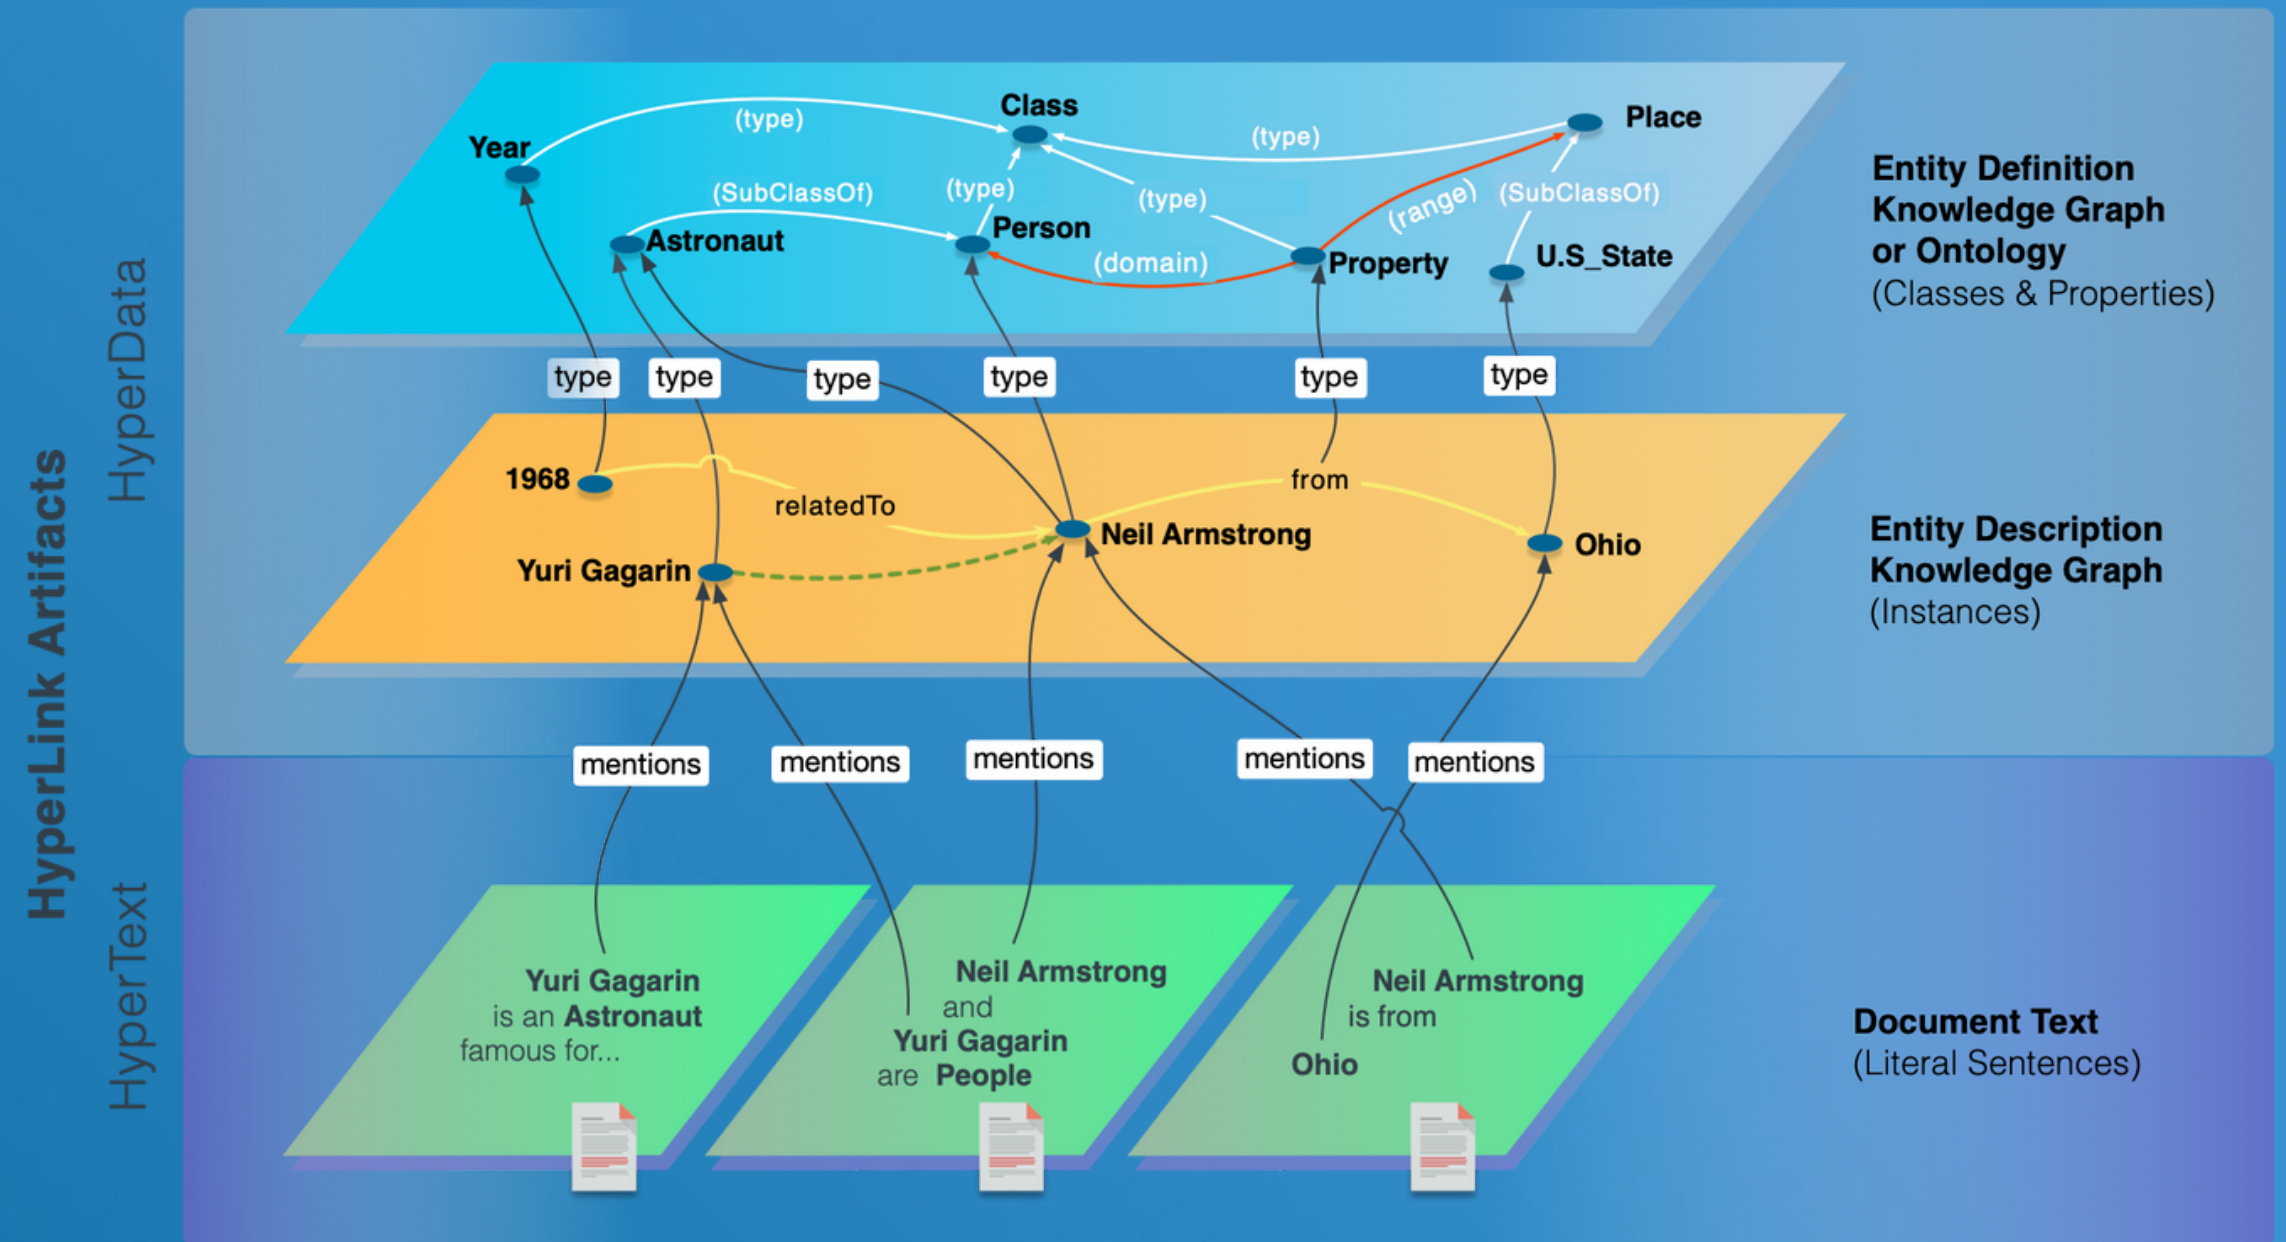 HyperLink Artifacts
HyperData
HyperText
Class
Place
Year
(type)
(type)
(SubClassOf)
(type)
(type)
(range)
(SubClassOf)
Astronaut
Person
(domain)
Property
U.S_State
Entity Definition
Knowledge Graph
or Ontology
(Classes & Properties)
type
type
type
type
type
type
1968
relatedTo
from
Neil Armstrong
Ohio
Yuri Gagarin
Entity Description
Knowledge Graph
(Instances)
mentions
mentions
mentions
mentions
mentions
Yuri Gagarin
is an Astronaut
famous for...
Neil Armstrong
and
Yuri Gagarin
are People
Neil Armstrong
is from
Ohio
Document Text
(Literal Sentences)